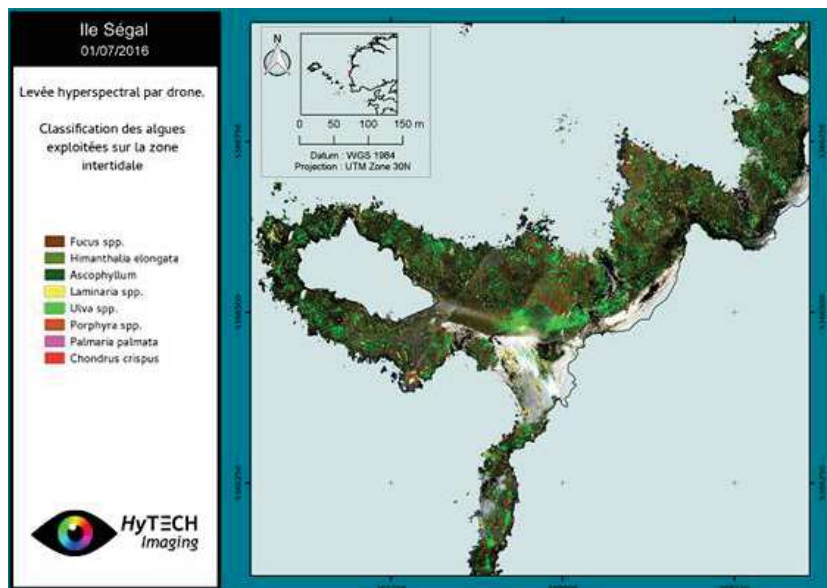 Ile Ségal
01/07/2016
Levée hyperspectral par drone.
Classification des algues
exploitées sur la zone
intertidale
Fucus spp.
Himanthalia elongata
Ascophyllum
Laminaria spp.
Ulva spp.
Porphyra spp.
Palmaria palmata
Chondrus crispus
HyTECH
Imaging
N
0 50 100 150 m
Datum : WGS 1984
Projection : UTM Zone 30N